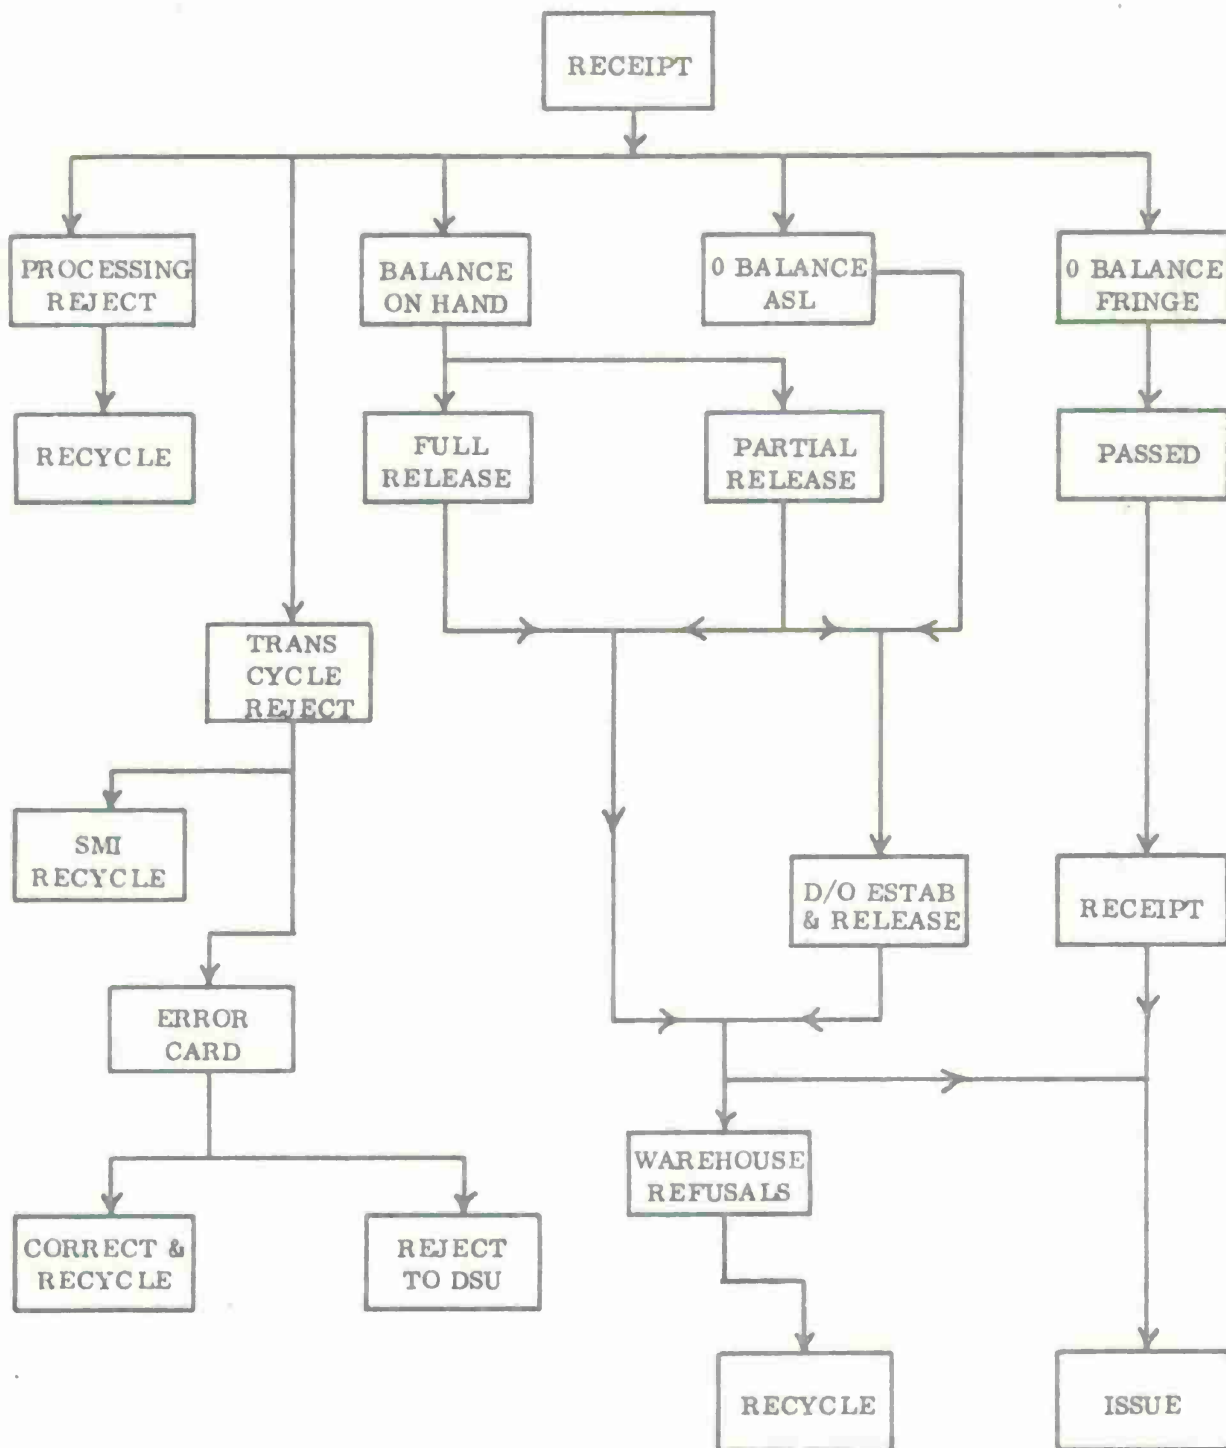 RECEIPT
PROCESSING
REJECT
BALANCE
ON HAND
0 BALANCE
ASL
0 BALANCE
FRINGE
RECYCLE
FULL
RELEASE
PARTIAL
RELEASE
PASSED
TRANS
CYCLE
REJECT
SMI
RECYCLE
D/O ESTAB
& RELEASE
RECEIPT
ERROR
CARD
WAREHOUSE
REFUSALS
CORRECT &
RECYCLE
REJECT
TO DSU
RECYCLE
ISSUE